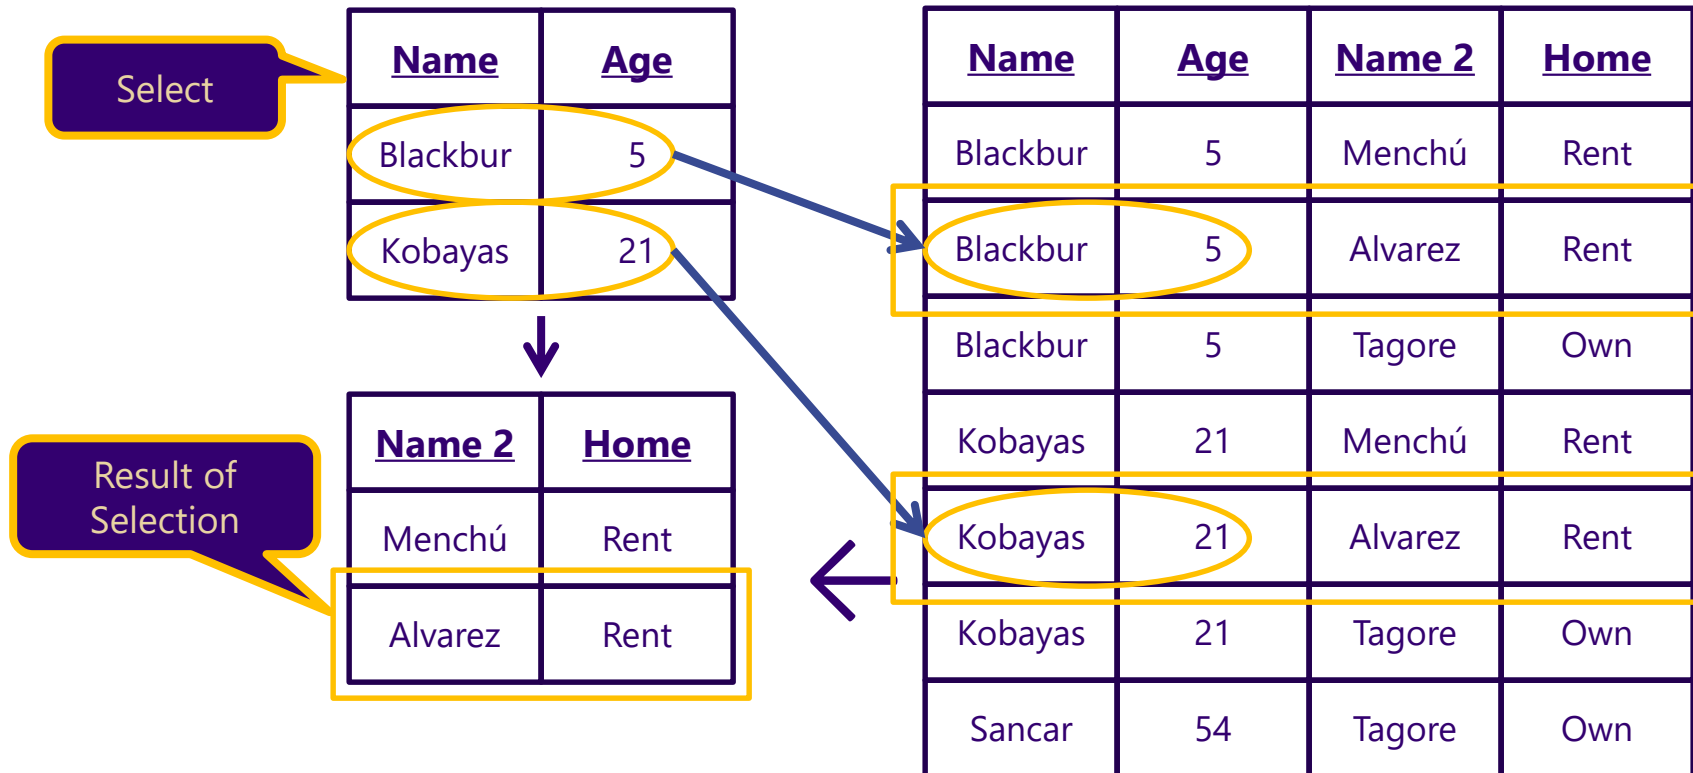 Select
Name Age
Blackbur 5
Kobayas 21
Result of
Selection
Name 2 Home
Menchú Rent
Alvarez Rent
Name Age Name 2 Home
Blackbur 5 Menchú Rent
Blackbur 5 Alvarez Rent
Blackbur 5 Tagore Own
Kobayas 21 Menchú Rent
Kobayas 21 Alvarez Rent
Kobayas 21 Tagore Own
Sancar 54 Tagore Own